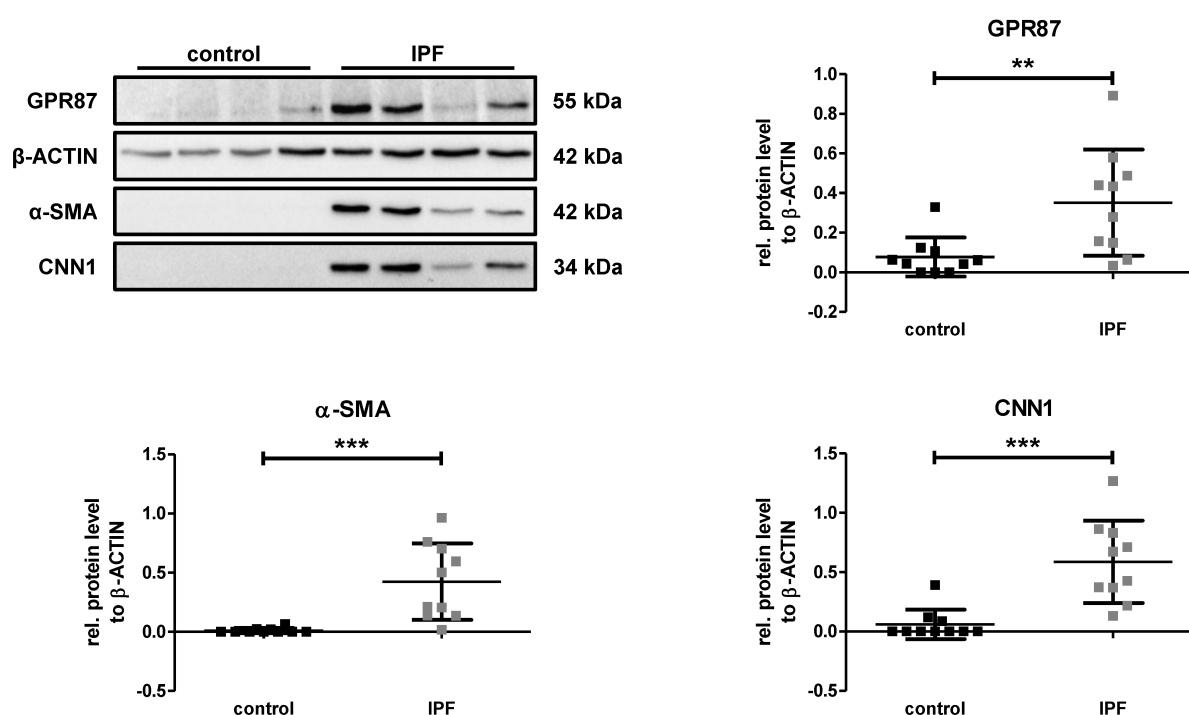 control IPF
GPR87 55 kDa
β-ACTIN 42 kDa
α-SMA 42 kDa
CNN1 34 kDa
GPR87
**
1.0
0.8
0.6
0.4
0.2
0.0
-0.2
rel. protein level
to β-ACTIN
control IPF
α-SMA
***
1.5
1.0
0.5
0.0
-0.5
rel. protein level
to β-ACTIN
control IPF
CNN1
***
1.5
1.0
0.5
0.0
-0.5
rel. protein level
to β-ACTIN
control IPF